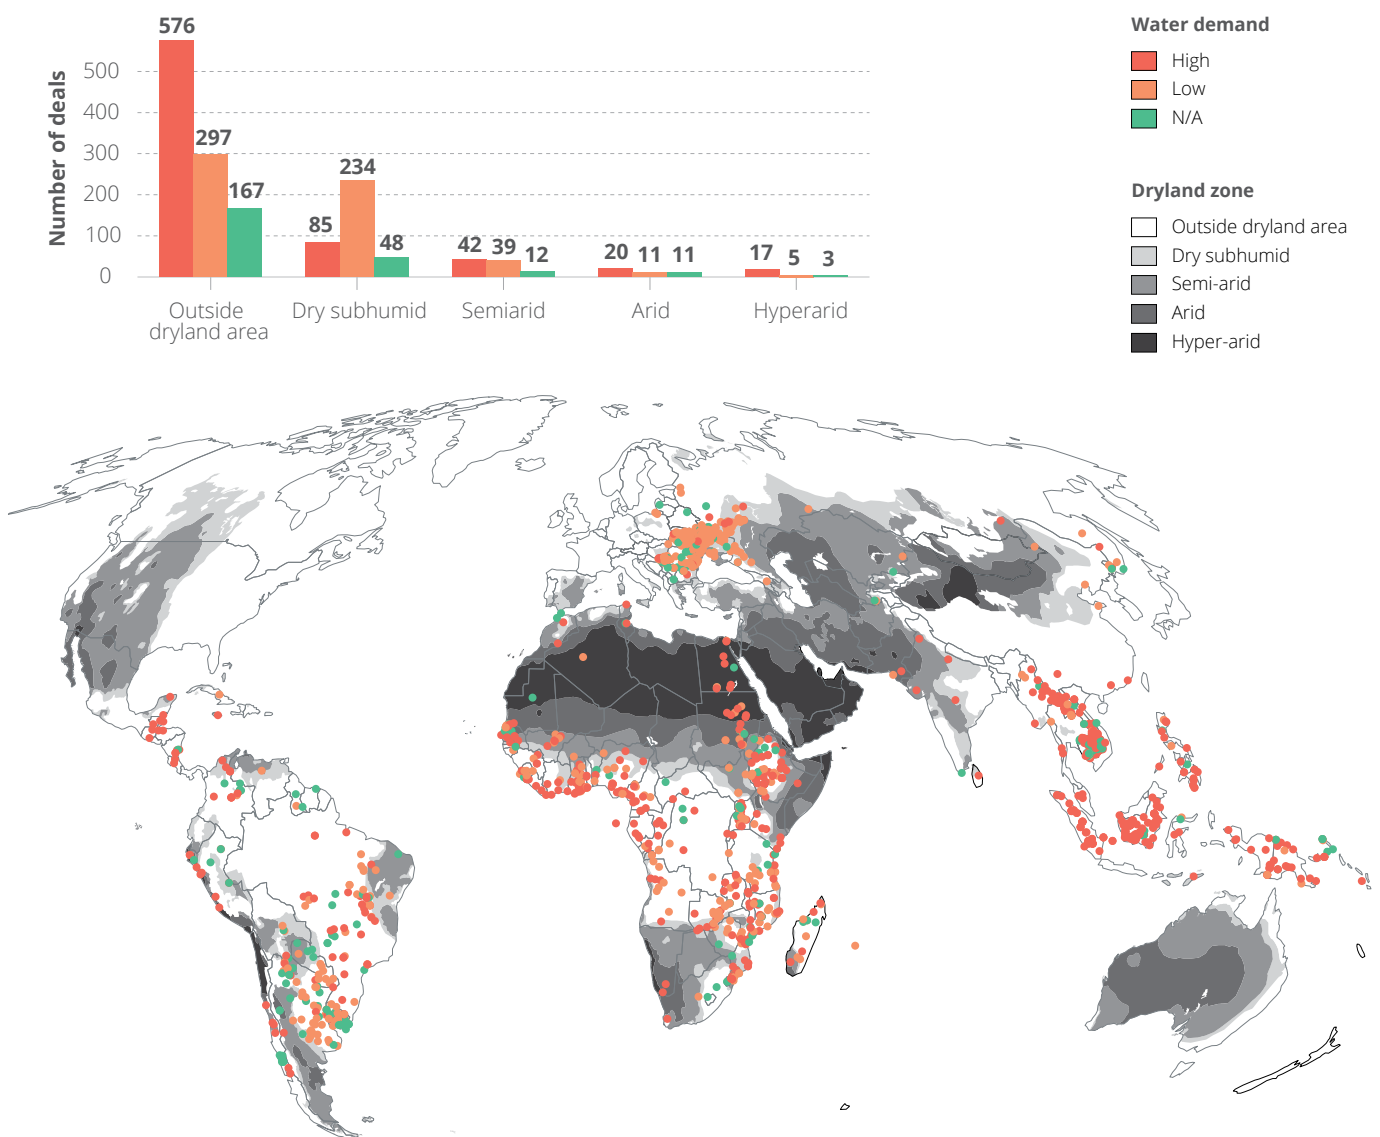 576
500
400
300
200
100
0
Number of deals
297
167
85
234
48
42
39
12
20
11
11
17
5
3
Outside
dryland area
Dry subhumid
Semiarid
Arid
Hyperarid
Water demand
High
Low
N/A
Dryland zone
Outside dryland area
Dry subhumid
Semi-arid
Arid
Hyper-arid